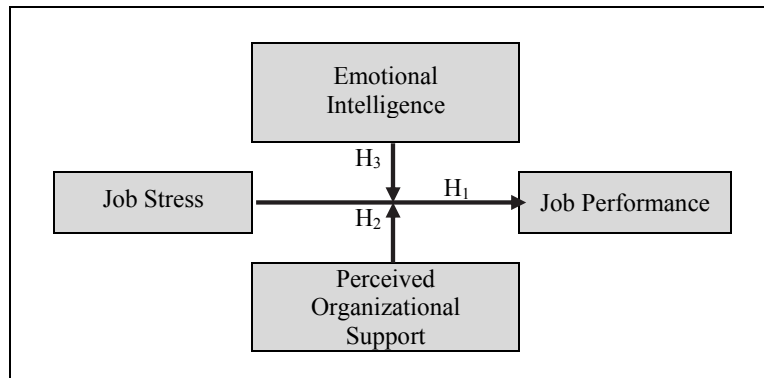 Emotional
Intelligence
H₃
Job Stress
H₁
Job Performance
H₂
Perceived
Organizational
Support